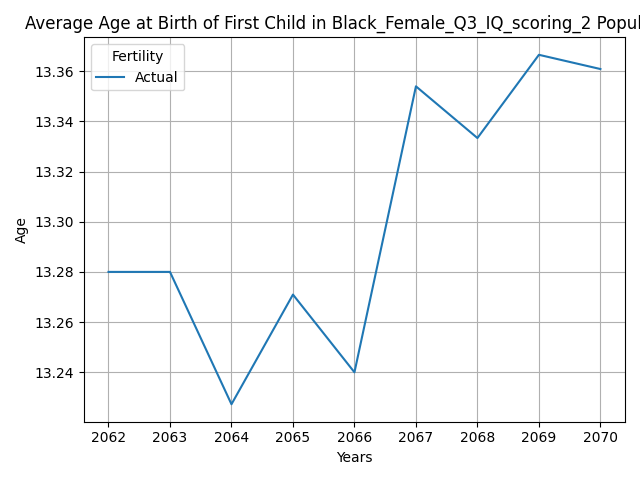 Average Age at Birth of First Child in Black_Female_Q3_IQ_scoring_2 Popul
Fertility
Actual
13.36
13.34
13.32
13.30
13.28
13.26
13.24
Age
2062 2063 2064 2065 2066 2067 2068 2069 2070
Years